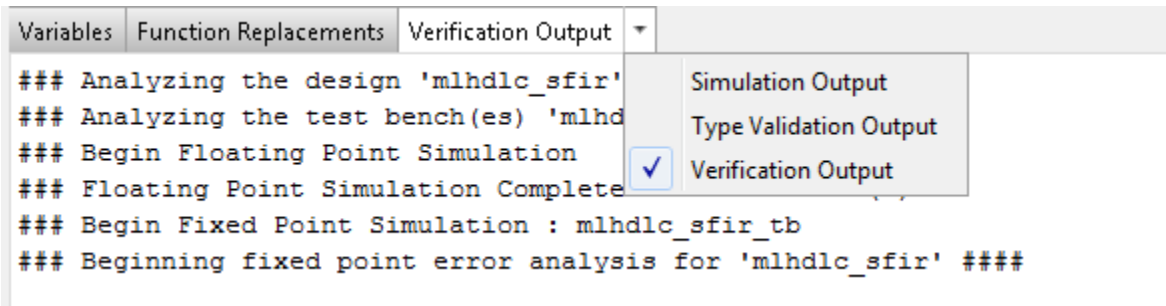 Variables Function Replacements Verification Output
### Analyzing the design 'mlhdlc_sfir'
Simulation Output
### Analyzing the test bench(es) 'mlhd
Type Validation Output
### Begin Floating Point Simulation
Verification Output
### Floating Point Simulation Complete
### Begin Fixed Point Simulation : mlhdlc_sfir_tb
### Beginning fixed point error analysis for 'mlhdlc_sfir' ####